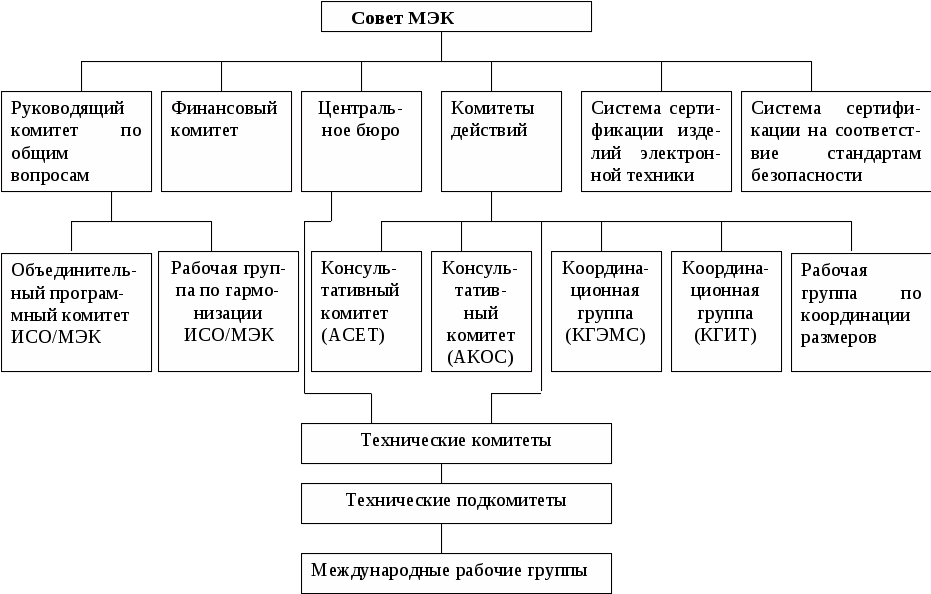 Совет МЭК
Руководящий
комитет по
общим
вопросам
Финансовый
комитет
Централь-
ное бюро
Комитеты
действий
Система серти-
фикации изде-
лий электрон-
ной техники
Система сертифи-
кации на соответст-
вие стандартам
безопасности
Объединитель-
ный програм-
мный комитет
ИСО/МЭК
Рабочая груп-
па по гармо-
низации
ИСО/МЭК
Консуль-
тативный
комитет
(АСЕТ)
Консуль-
татив-
ный
комитет
(АКОС)
Координа-
ционная
группа
(КГЭМС)
Координа-
ционная
группа
(КГИТ)
Рабочая
группа по
координации
размеров
Технические комитеты
Технические подкомитеты
Международные рабочие группы